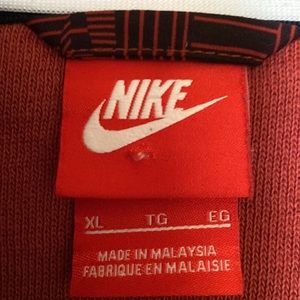 NIKE
XL TG EG
MADE IN MALAYSIA
FABRIQUE EN MALAISIE